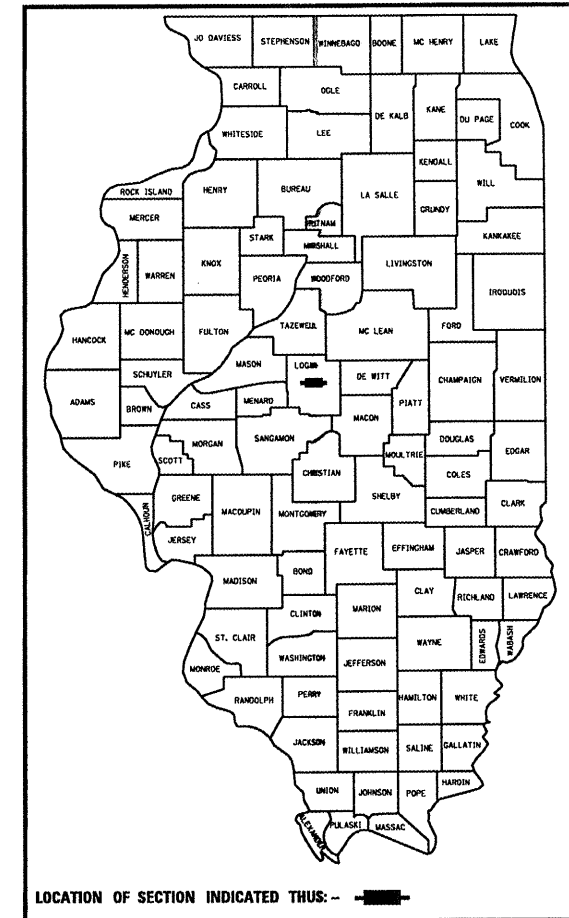 JO DAVIESS STEPHENSON WINNEBAGO BOONE MC HENRY LAKE
CARROLL OGLE DE KALB KANE DU PAGE COOK
WHITESIDE LEE
KENDALL WILL
ROCK ISLAND HENRY BUREAU LA SALLE
MERCER PUTNAM GRUNDY
STARK MARSHALL KANKAKEE
HENDERSON WARREN KNOX PEORIA WOODFORD LIVINGSTON
IROQUOIS
HANCOCK MC DONOUGH FULTON TAZEWELL MC LEAN FORD
MASON LOGAN
SCHUYLER DE WITT CHAMPAIGN VERMILION
ADAMS BROWN CASS MENARD PIATT
MACON
MORGAN SANGAMON DOUGLAS
PIKE SCOTT MOULTRIE EDGAR
CHRISTIAN COLES
GREENE SHELBY
CALHOUN MACOUPIN MONTGOMERY CUMBERLAND CLARK
JERSEY
FAYETTE EFFINGHAM JASPER CRAWFORD
MADISON BOND
CLAY RICHLAND LAWRENCE
CLINTON MARION
ST. CLAIR WAYNE EDWARDS WABASH
MONROE WASHINGTON JEFFERSON
RANDOLPH PERRY HAMILTON WHITE
FRANKLIN
JACKSON WILLIAMSON SALINE GALLATIN
HARDIN
UNION JOHNSON POPE
ALEXANDER PULASKI MASSAC
LOCATION OF SECTION INDICATED THUS: -